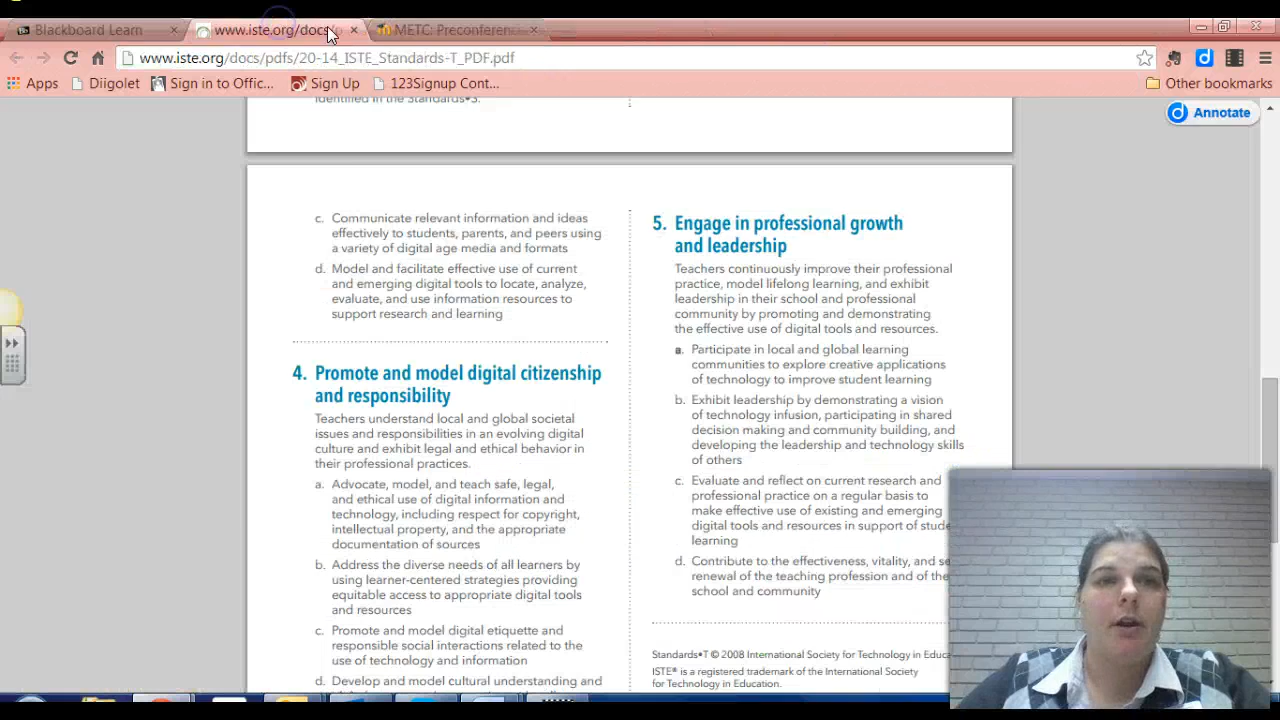 Blackboard Learn
www.iste.org/docs/p
METC: Preconference
www.iste.org/docs/pdfs/20-14_ISTE_Standards-T_PDF.pdf
Apps
Diigolet
Sign in to Offic...
Sign Up
123Signup Cont...
Other bookmarks
Annotate
identified in the Standards•S.
c. Communicate relevant information and ideas
effectively to students, parents, and peers using
a variety of digital age media and formats
d. Model and facilitate effective use of current
and emerging digital tools to locate, analyze,
evaluate, and use information resources to
support research and learning
4. Promote and model digital citizenship
and responsibility
Teachers understand local and global societal
issues and responsibilities in an evolving digital
culture and exhibit legal and ethical behavior in
their professional practices.
a. Advocate, model, and teach safe, legal,
and ethical use of digital information and
technology, including respect for copyright,
intellectual property, and the appropriate
documentation of sources
b. Address the diverse needs of all learners by
using learner-centered strategies providing
equitable access to appropriate digital tools
and resources
c. Promote and model digital etiquette and
responsible social interactions related to the
use of technology and information
d. Develop and model cultural understanding and
5. Engage in professional growth
and leadership
Teachers continuously improve their professional
practice, model lifelong learning, and exhibit
leadership in their school and professional
community by promoting and demonstrating
the effective use of digital tools and resources.
a. Participate in local and global learning
communities to explore creative applications
of technology to improve student learning
b. Exhibit leadership by demonstrating a vision
of technology infusion, participating in shared
decision making and community building, and
developing the leadership and technology skills
of others
c. Evaluate and reflect on current research and
professional practice on a regular basis to
make effective use of existing and emerging
digital tools and resources in support of stude
learning
d. Contribute to the effectiveness, vitality, and se
renewal of the teaching profession and of the
school and community
Standards•T © 2008 International Society for Technology in Educa
ISTE® is a registered trademark of the International Society
for Technology in Education.